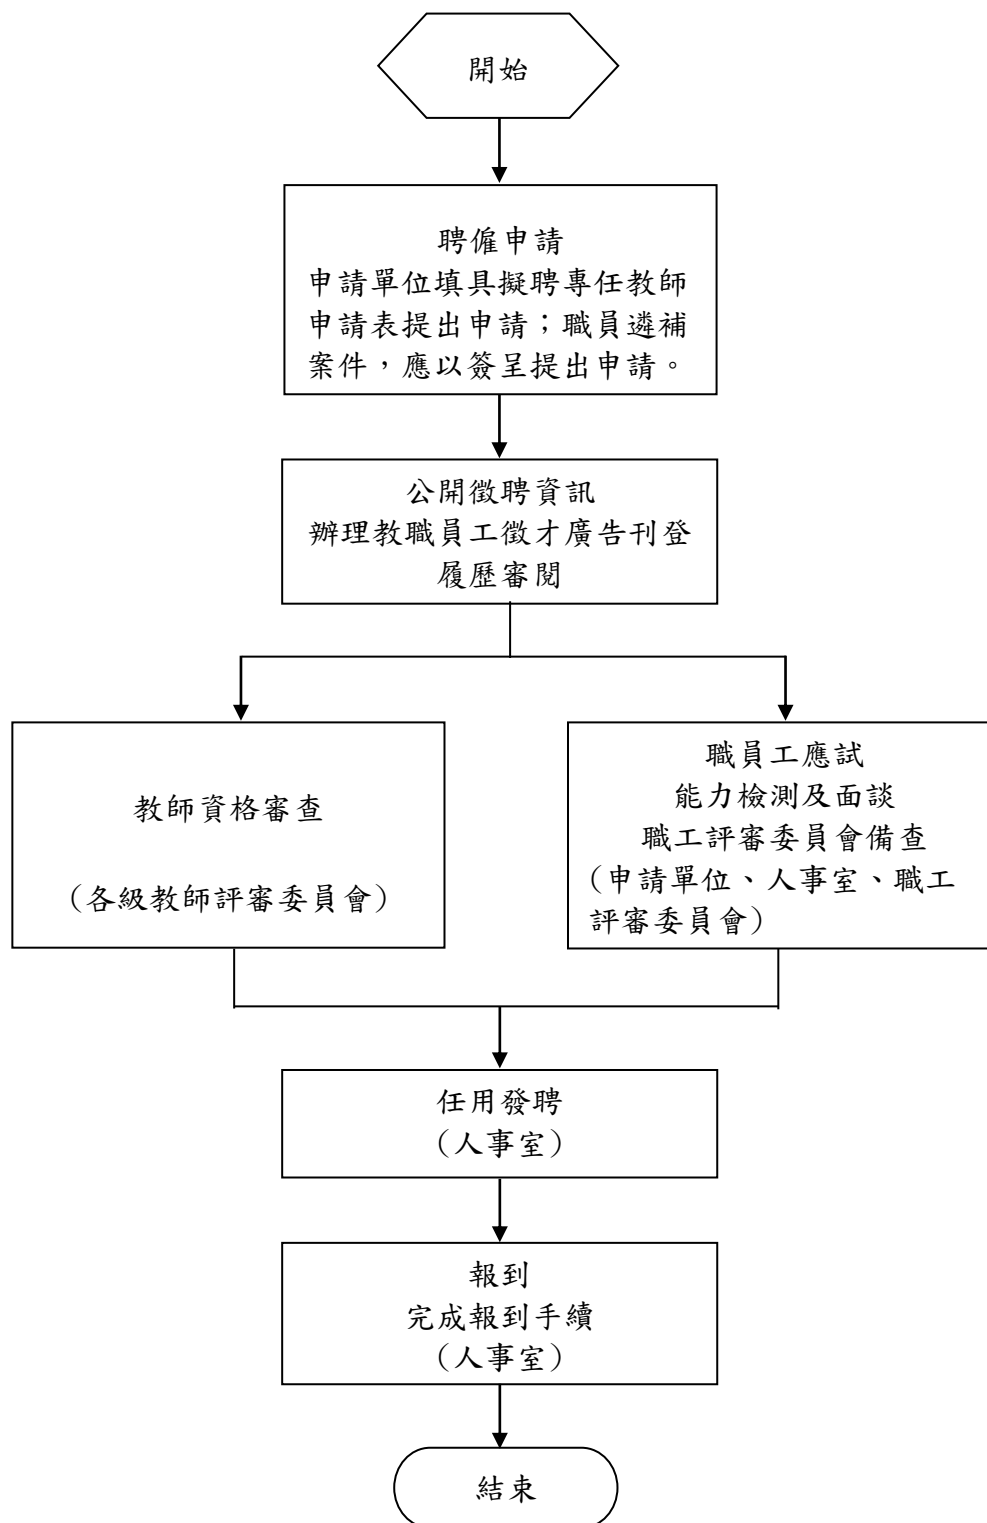 開始
聘僱申請
申請單位填具擬聘專任教師
申請表提出申請；職員遴補
案件，應以簽呈提出申請。
公開徵聘資訊
辦理教職員工徵才廣告刊登
履歷審閱
教師資格審查
（各級教師評審委員會）
職員工應試
能力檢測及面談
職工評審委員會備查
（申請單位、人事室、職工
評審委員會）
任用發聘
（人事室）
報到
完成報到手續
（人事室）
結束